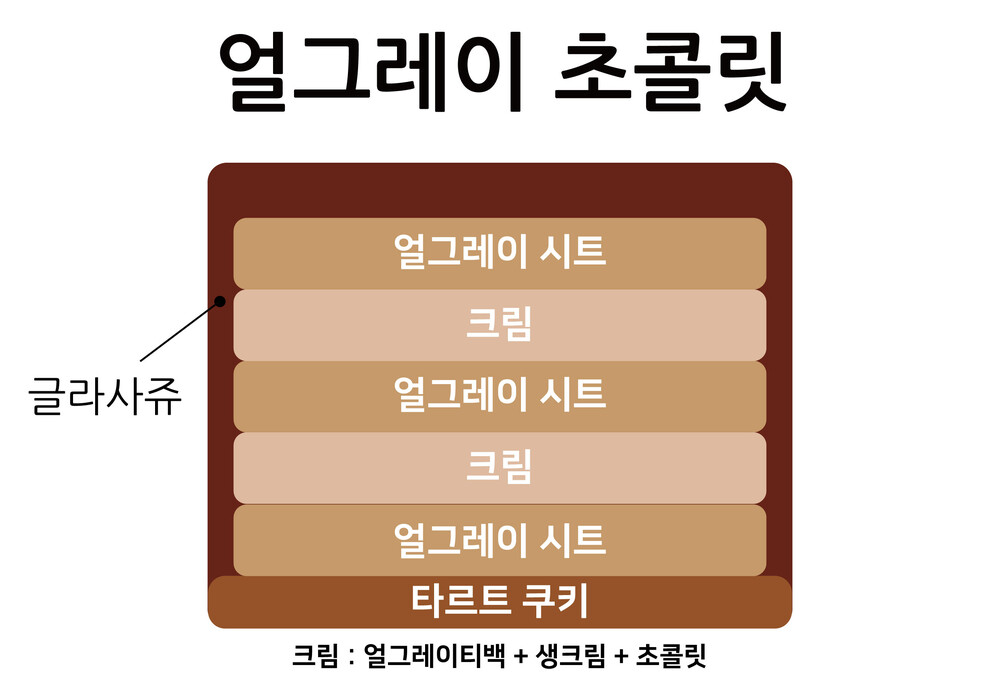 얼그레이 초콜릿
얼그레이 시트
크림
글라사쥬
얼그레이 시트
크림
얼그레이 시트
타르트 쿠키
크림 : 얼그레이티백 + 생크림 + 초콜릿